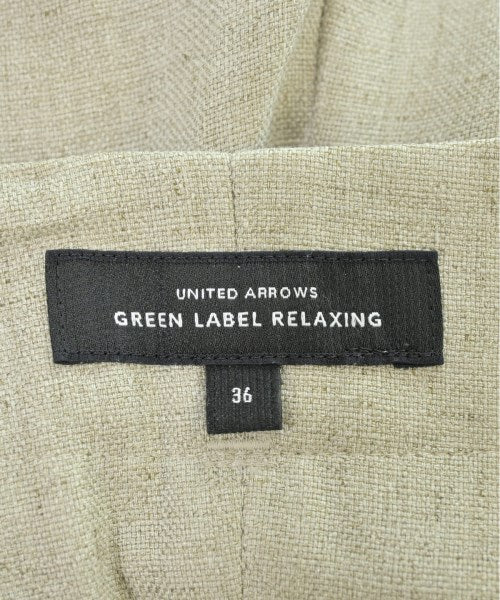 UNITED ARROWS
GREEN LABEL RELAXING
36